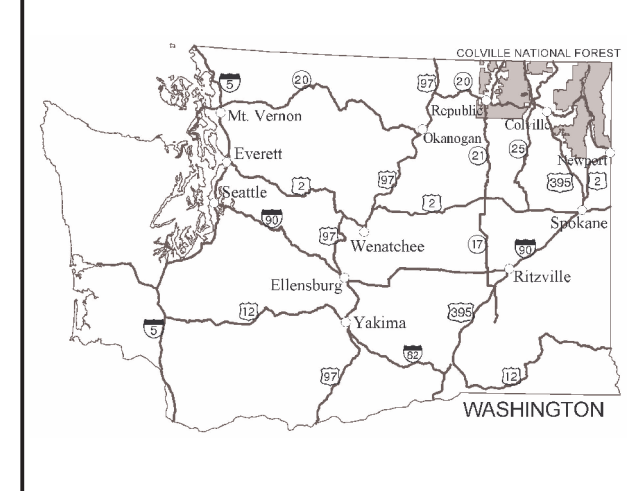 COLVILLE NATIONAL FOREST
5
20
97
20
Mt. Vernon
Republic
Colville
Okanogan
Everett
21
25
Newport
97
395
2
Seattle
2
2
90
Spokane
97
Wenatchee
17
90
Ellensburg
Ritzville
12
395
Yakima
5
82
97
12
WASHINGTON